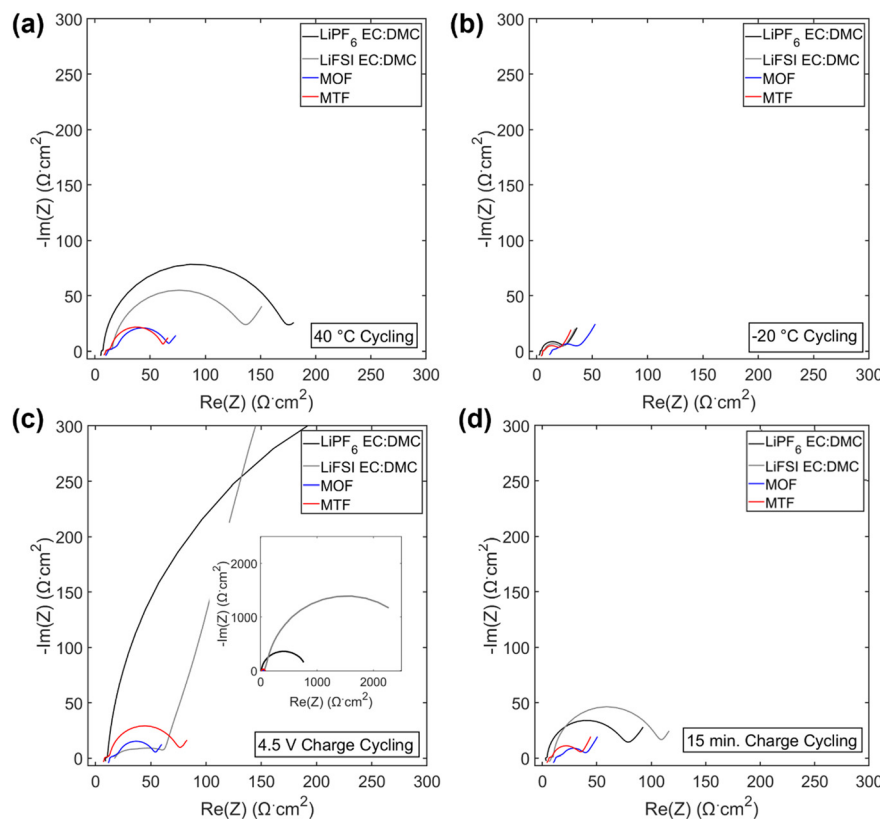 (a)
300
250
200
150
100
50
0
-Im(Z) (Ω·cm²)
LiPF₆ EC:DMC
LiFSI EC:DMC
MOF
MTF
40 °C Cycling
0 50 100 150 200 250 300
Re(Z) (Ω·cm²)
(b)
300
250
200
150
100
50
0
-Im(Z) (Ω·cm²)
LiPF₆ EC:DMC
LiFSI EC:DMC
MOF
MTF
-20 °C Cycling
0 50 100 150 200 250 300
Re(Z) (Ω·cm²)
(c)
300
250
200
150
100
50
0
-Im(Z) (Ω·cm²)
LiPF₆ EC:DMC
LiFSI EC:DMC
MOF
MTF
2000
1000
0
-Im(Z) (Ω·cm²)
0 1000 2000
Re(Z) (Ω·cm²)
4.5 V Charge Cycling
0 50 100 150 200 250 300
Re(Z) (Ω·cm²)
(d)
300
250
200
150
100
50
0
-Im(Z) (Ω·cm²)
LiPF₆ EC:DMC
LiFSI EC:DMC
MOF
MTF
15 min. Charge Cycling
0 50 100 150 200 250 300
Re(Z) (Ω·cm²)